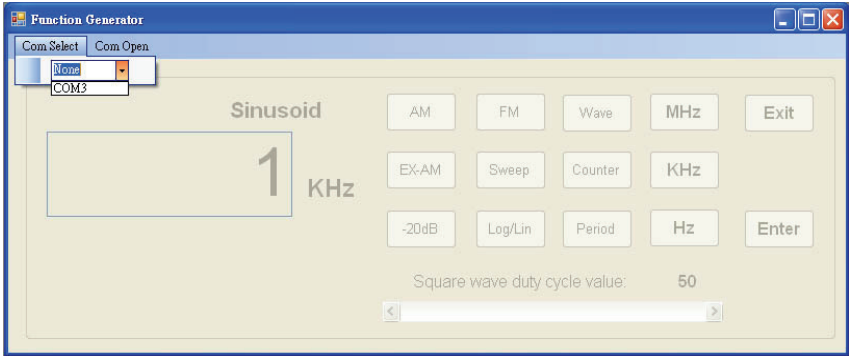 Function Generator
Com Select Com Open
None
COM3
Sinusoid
1 KHz
AM FM Wave MHz Exit
EX-AM Sweep Counter KHz
-20dB Log/Lin Period Hz Enter
Square wave duty cycle value: 50